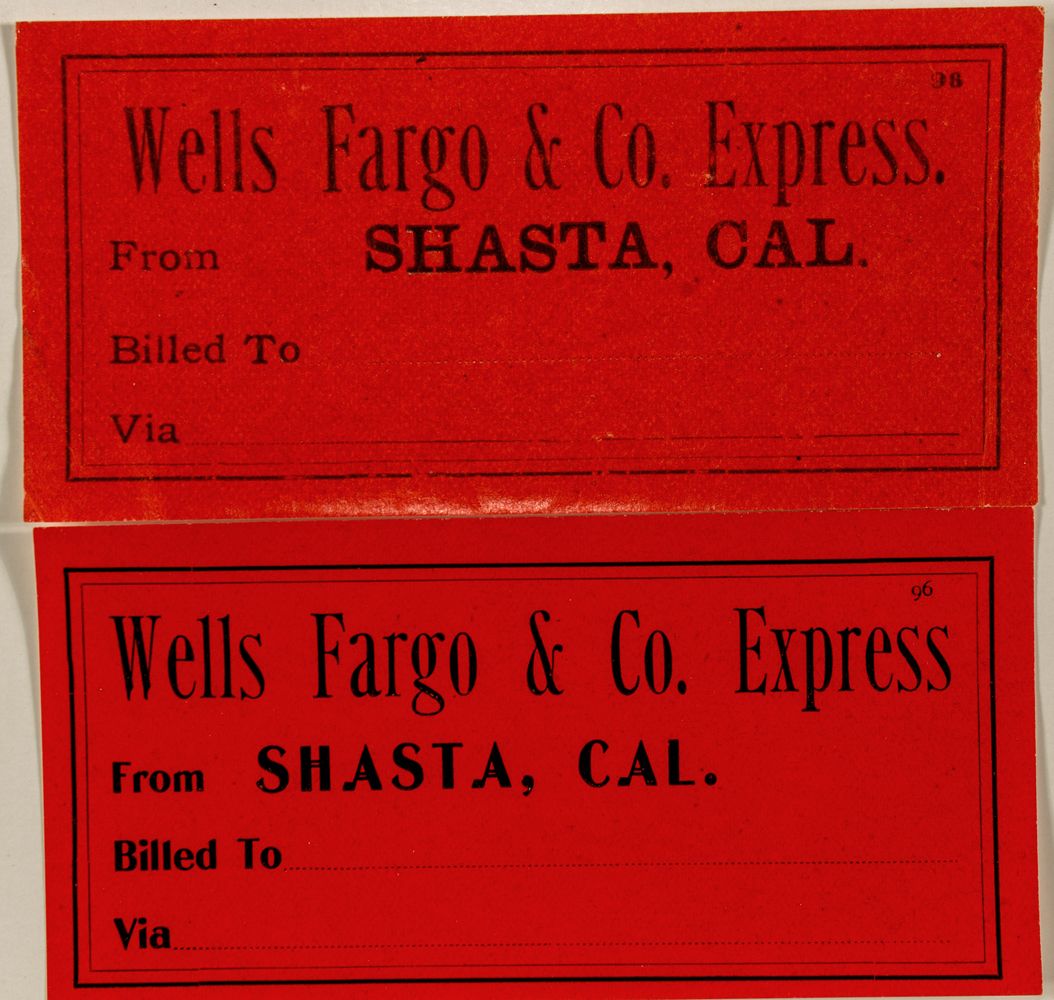 98
Wells Fargo & Co. Express.
From SHASTA, CAL.
Billed To
Via
96
Wells Fargo & Co. Express
From SHASTA, CAL.
Billed To
Via